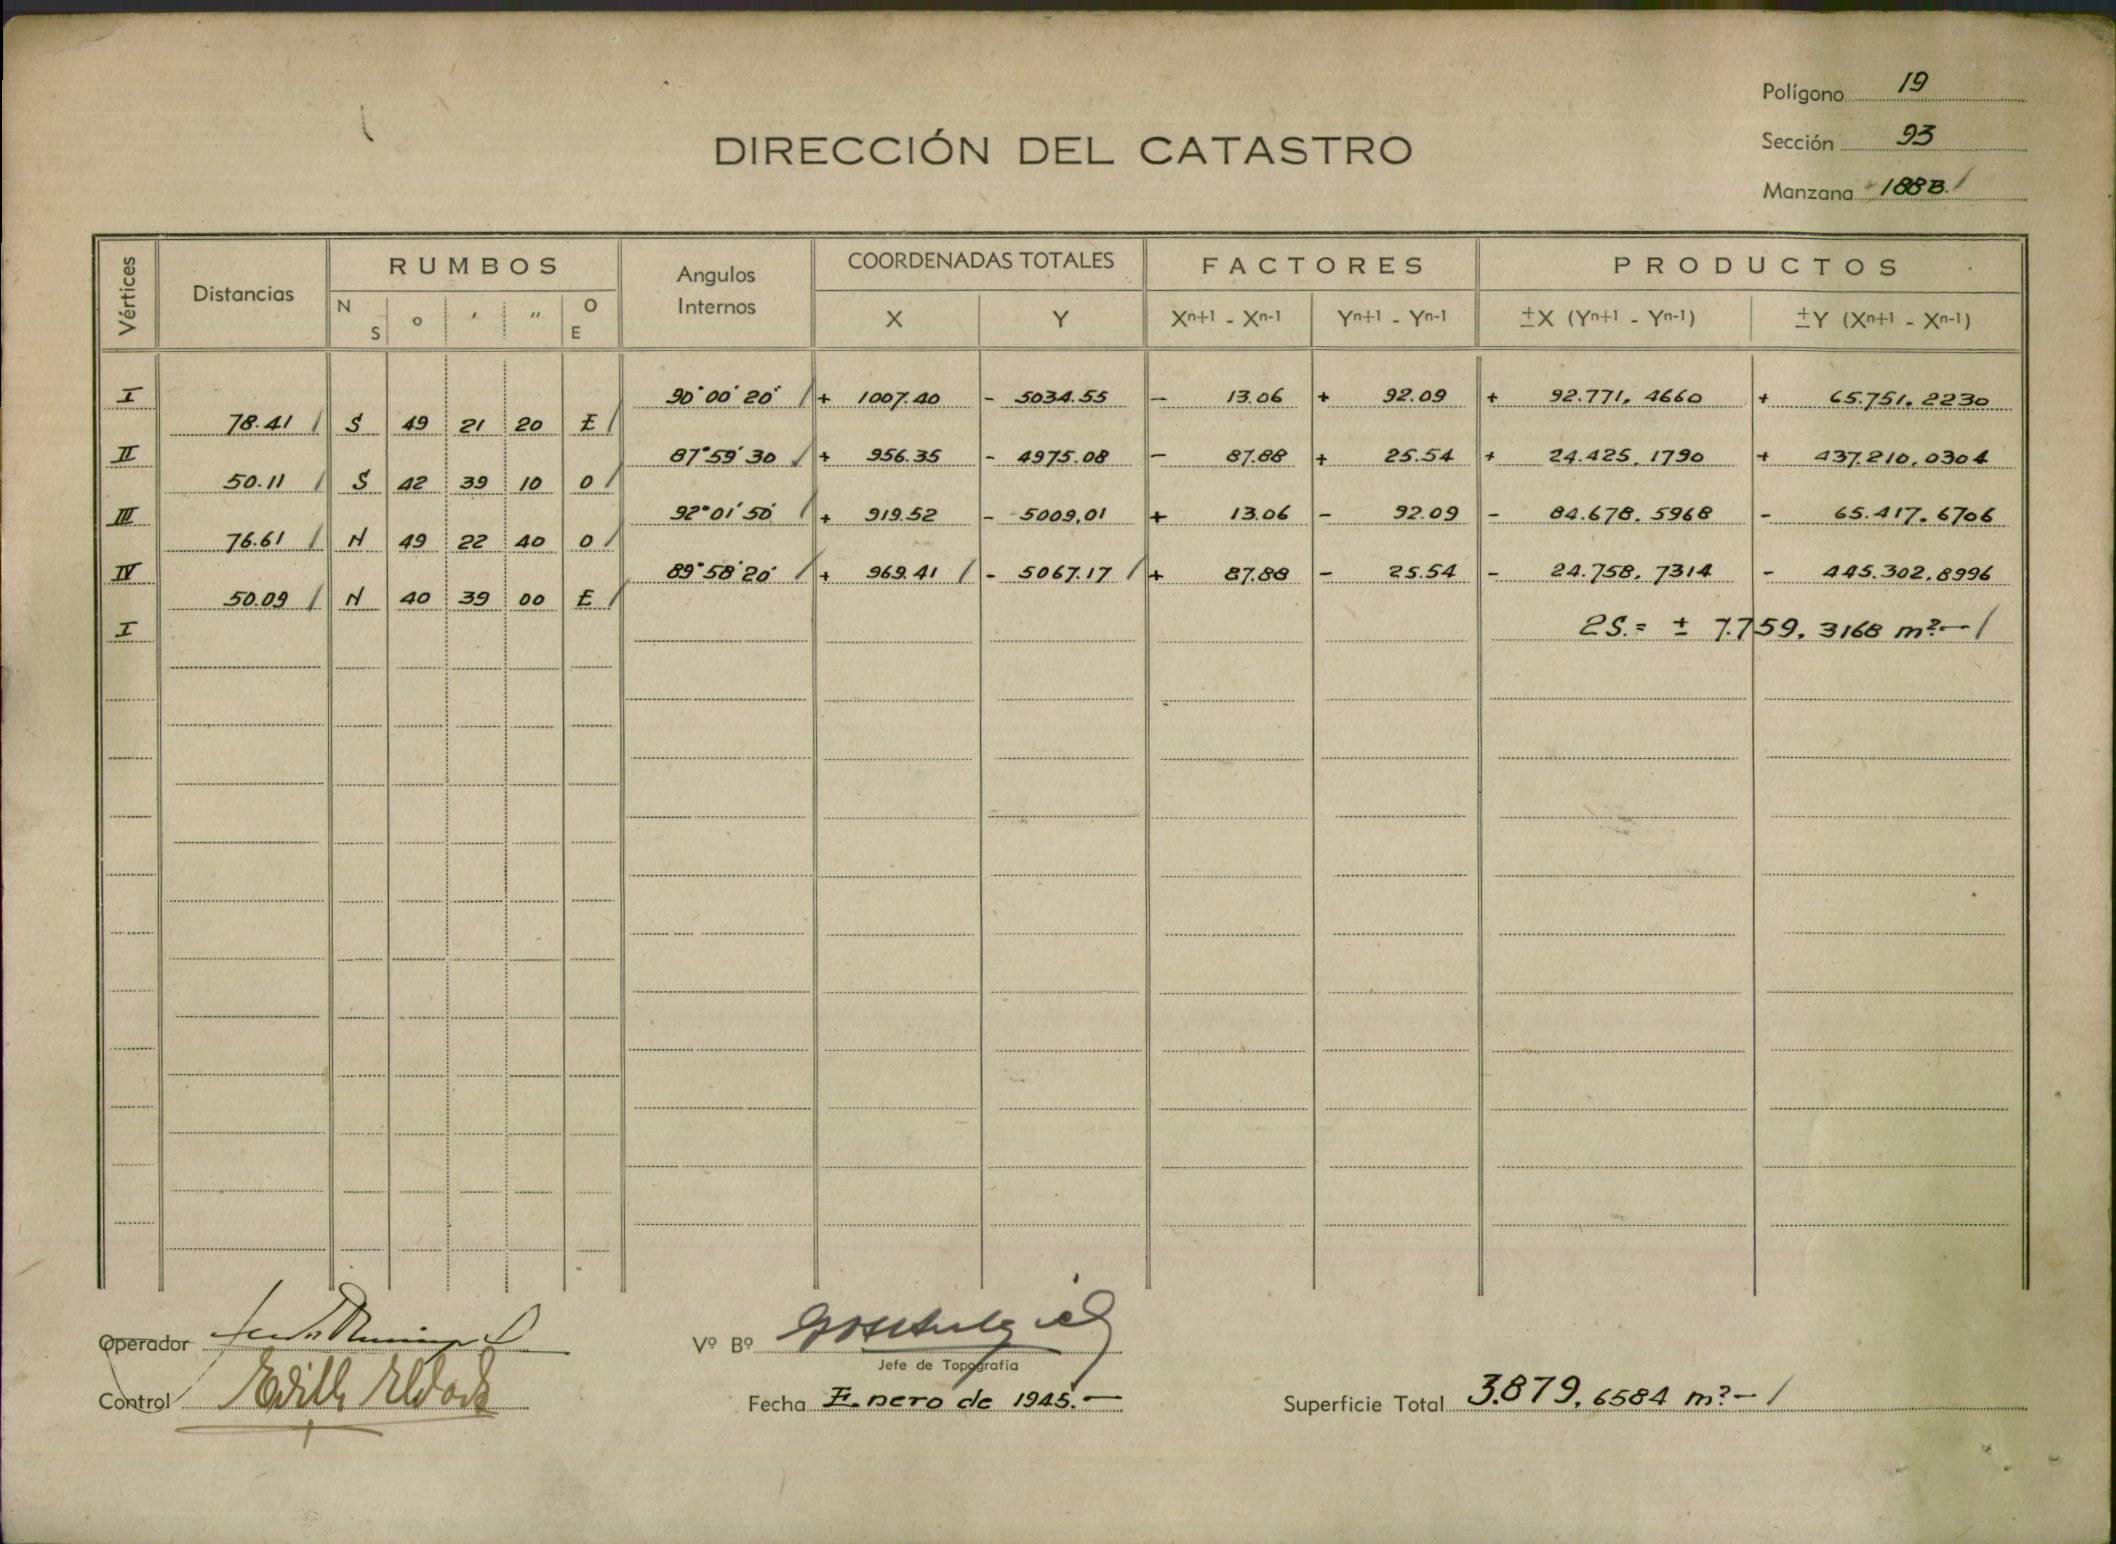 Polígono 19
DIRECCIÓN DEL CATASTRO
Sección 93
Manzana 188B.
Vértices Distancias RUMBOS Angulos Internos COORDENADAS TOTALES FACTORES PRODUCTOS
N S o ′ ″ O E X Y Xn+1 - Xn-1 Yn+1 - Yn-1 ±X (Yn+1 - Yn-1) ±Y (Xn+1 - Xn-1)
I 90°00′20″ + 1007.40 - 5034.55 - 13.06 + 92.09 + 92.771,4660 + 65.751.2230
78.41 S 49 21 20 E
II 87°59′30 + 956.35 - 4975.08 - 87.88 + 25.54 + 24.425,1790 + 437.210,0304
50.11 S 42 39 10 O
III 92°01′50″ + 919.52 - 5009,01 + 13.06 - 92.09 - 84.678.5968 - 65.417.6706
76.61 N 49 22 40 O
IV 89°58′20″ + 969.41 - 5067.17 + 87.88 - 25.54 - 24.758,7314 - 445.302,8996
50.09 N 40 39 00 E
I 2S.= ± 7.759,3168 m².-
Operador
Vº Bº
Jefe de Topografía
Control
Fecha Enero de 1945.-
Superficie Total 3.879,6584 m².-